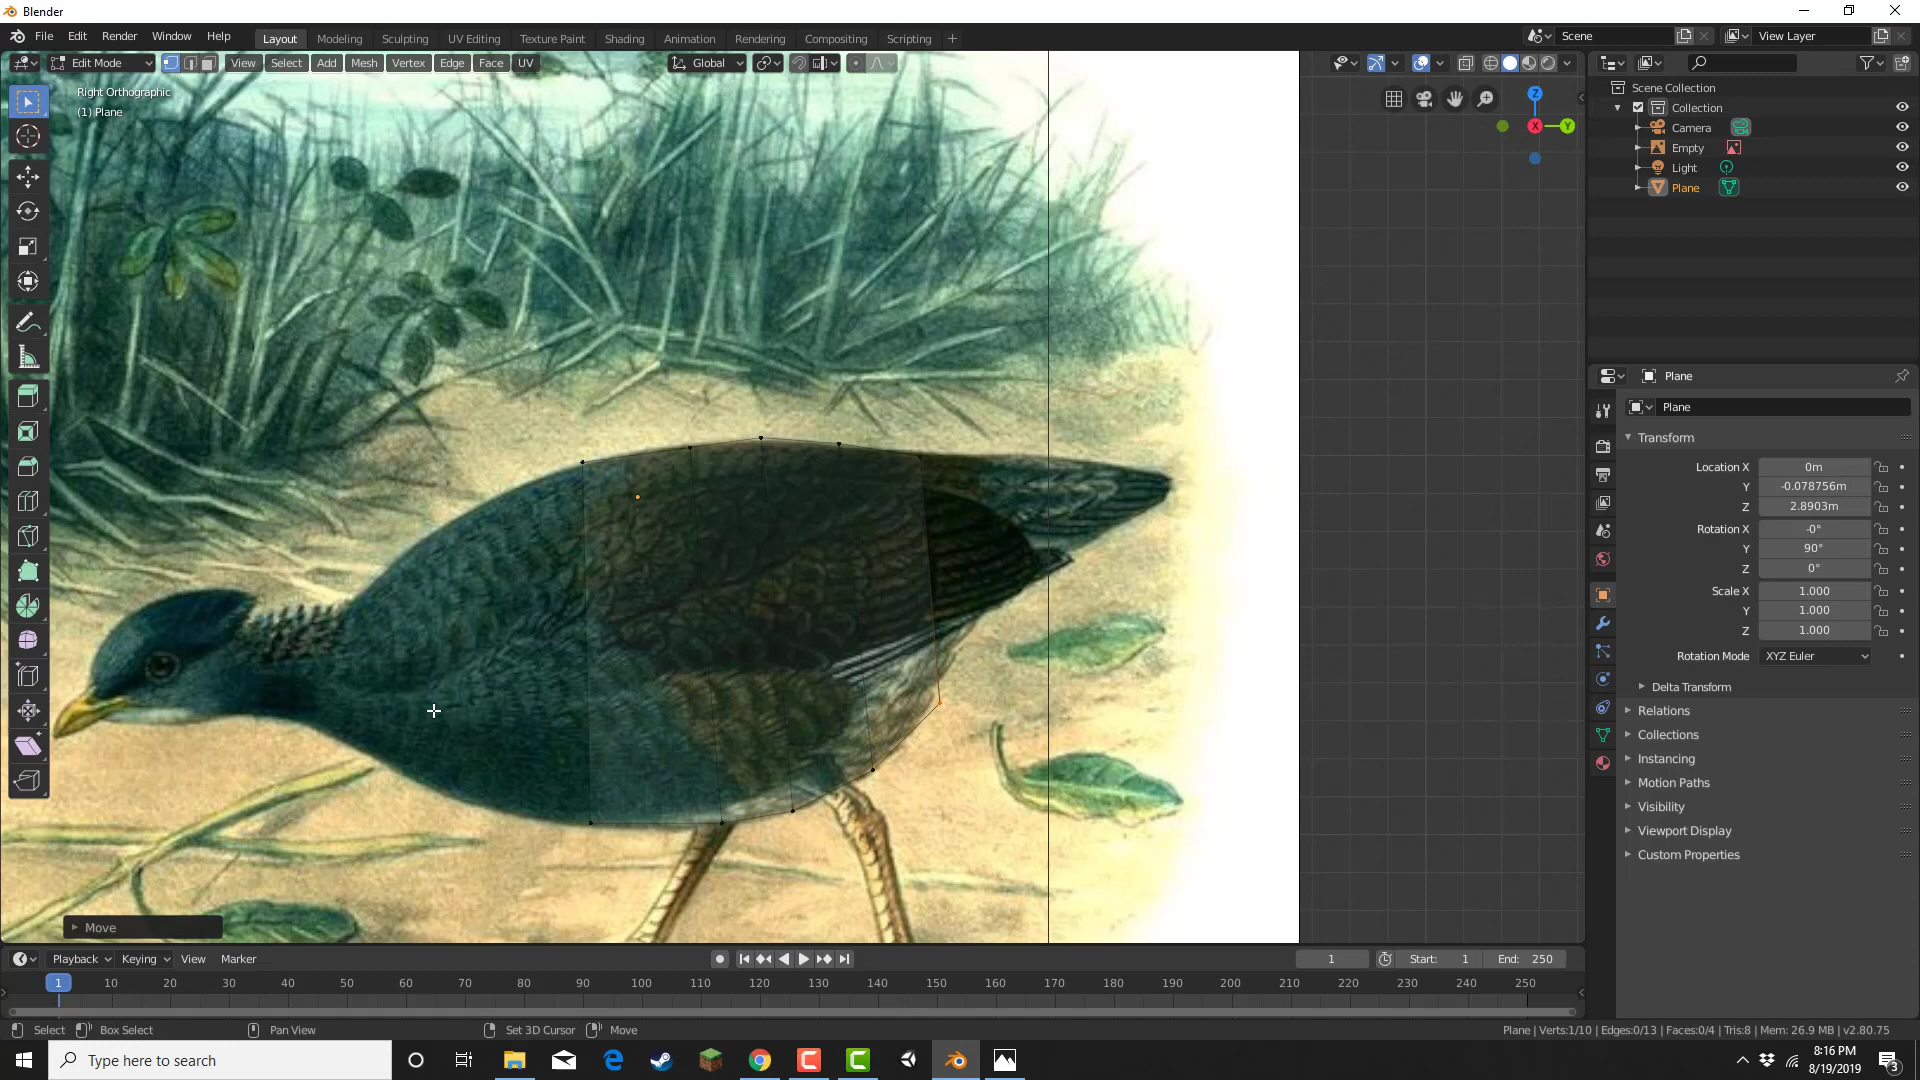 Blender
File Edit Render Window Help
Layout Modeling Sculpting UV Editing Texture Paint Shading Animation Rendering Compositing Scripting
Scene
View Layer
Edit Mode
View Select Add Mesh Vertex Edge Face UV
Global
Right Orthographic
(1) Plane
Z
X
Y
Scene Collection
Collection
Camera
Empty
Light
Plane
Plane
Plane
Transform
Location X 0m
Y -0.078756m
Z 2.8903m
Rotation X -0°
Y 90°
Z 0°
Scale X 1.000
Y 1.000
Z 1.000
Rotation Mode XYZ Euler
Delta Transform
Relations
Collections
Instancing
Motion Paths
Visibility
Viewport Display
Custom Properties
Move
Playback Keying View Marker
1
Start: 1
End: 250
1 10 20 30 40 50 60 70 80 90 100 110 120 130 140 150 160 170 180 190 200 210 220 230 240 250
Select Box Select Pan View Set 3D Cursor Move
Plane | Verts:1/10 | Edges:0/13 | Faces:0/4 | Tris:8 | Mem: 26.9 MB | v2.80.75
Type here to search
8:16 PM
8/19/2019
3